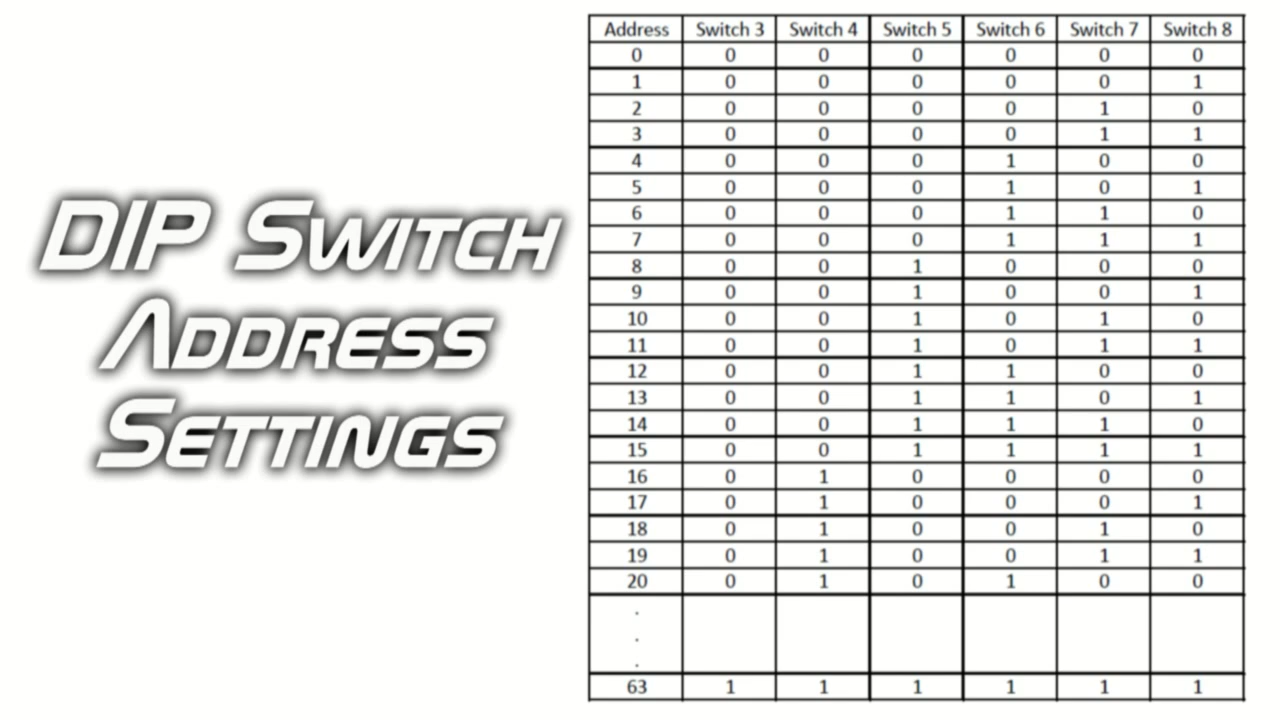 DIP Switch
Address
Settings
Address Switch 3 Switch 4 Switch 5 Switch 6 Switch 7 Switch 8
0 0 0 0 0 0 0
1 0 0 0 0 0 1
2 0 0 0 0 1 0
3 0 0 0 0 1 1
4 0 0 0 1 0 0
5 0 0 0 1 0 1
6 0 0 0 1 1 0
7 0 0 0 1 1 1
8 0 0 1 0 0 0
9 0 0 1 0 0 1
10 0 0 1 0 1 0
11 0 0 1 0 1 1
12 0 0 1 1 0 0
13 0 0 1 1 0 1
14 0 0 1 1 1 0
15 0 0 1 1 1 1
16 0 1 0 0 0 0
17 0 1 0 0 0 1
18 0 1 0 0 1 0
19 0 1 0 0 1 1
20 0 1 0 1 0 0
.
.
.
63 1 1 1 1 1 1